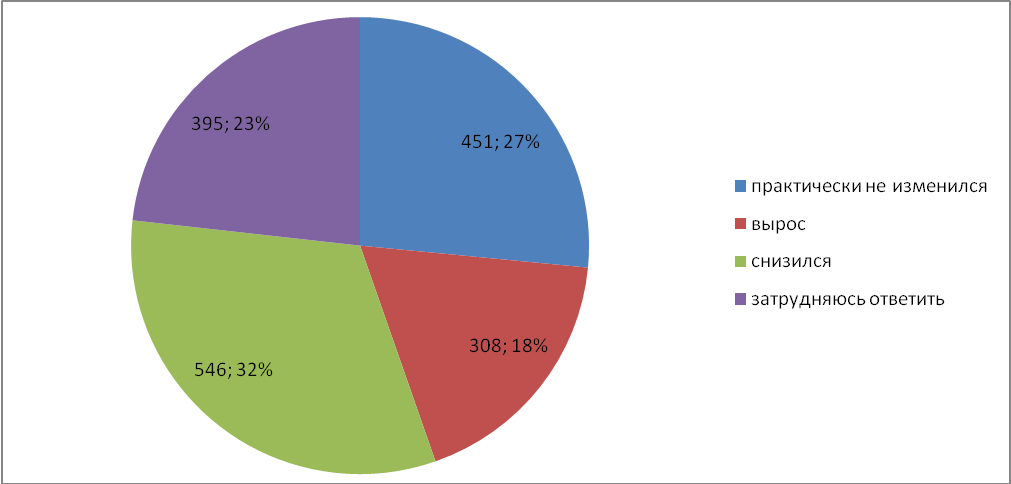 395; 23%
451; 27%
308; 18%
546; 32%
практически не изменился
вырос
снизился
затрудняюсь ответить